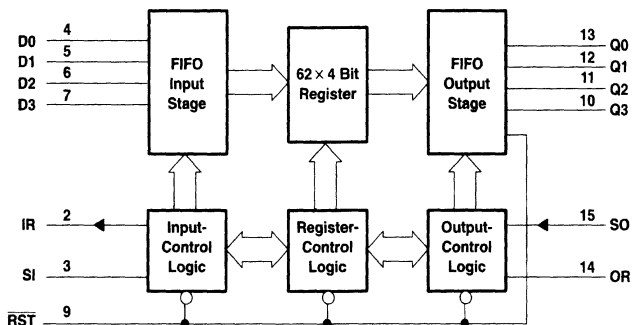 D0 4
D1 5
D2 6
D3 7
FIFO
Input
Stage
62 × 4 Bit
Register
FIFO
Output
Stage
13 Q0
12 Q1
11 Q2
10 Q3
IR 2
SI 3
RST 9
Input-
Control
Logic
Register-
Control
Logic
Output-
Control
Logic
15 SO
14 OR